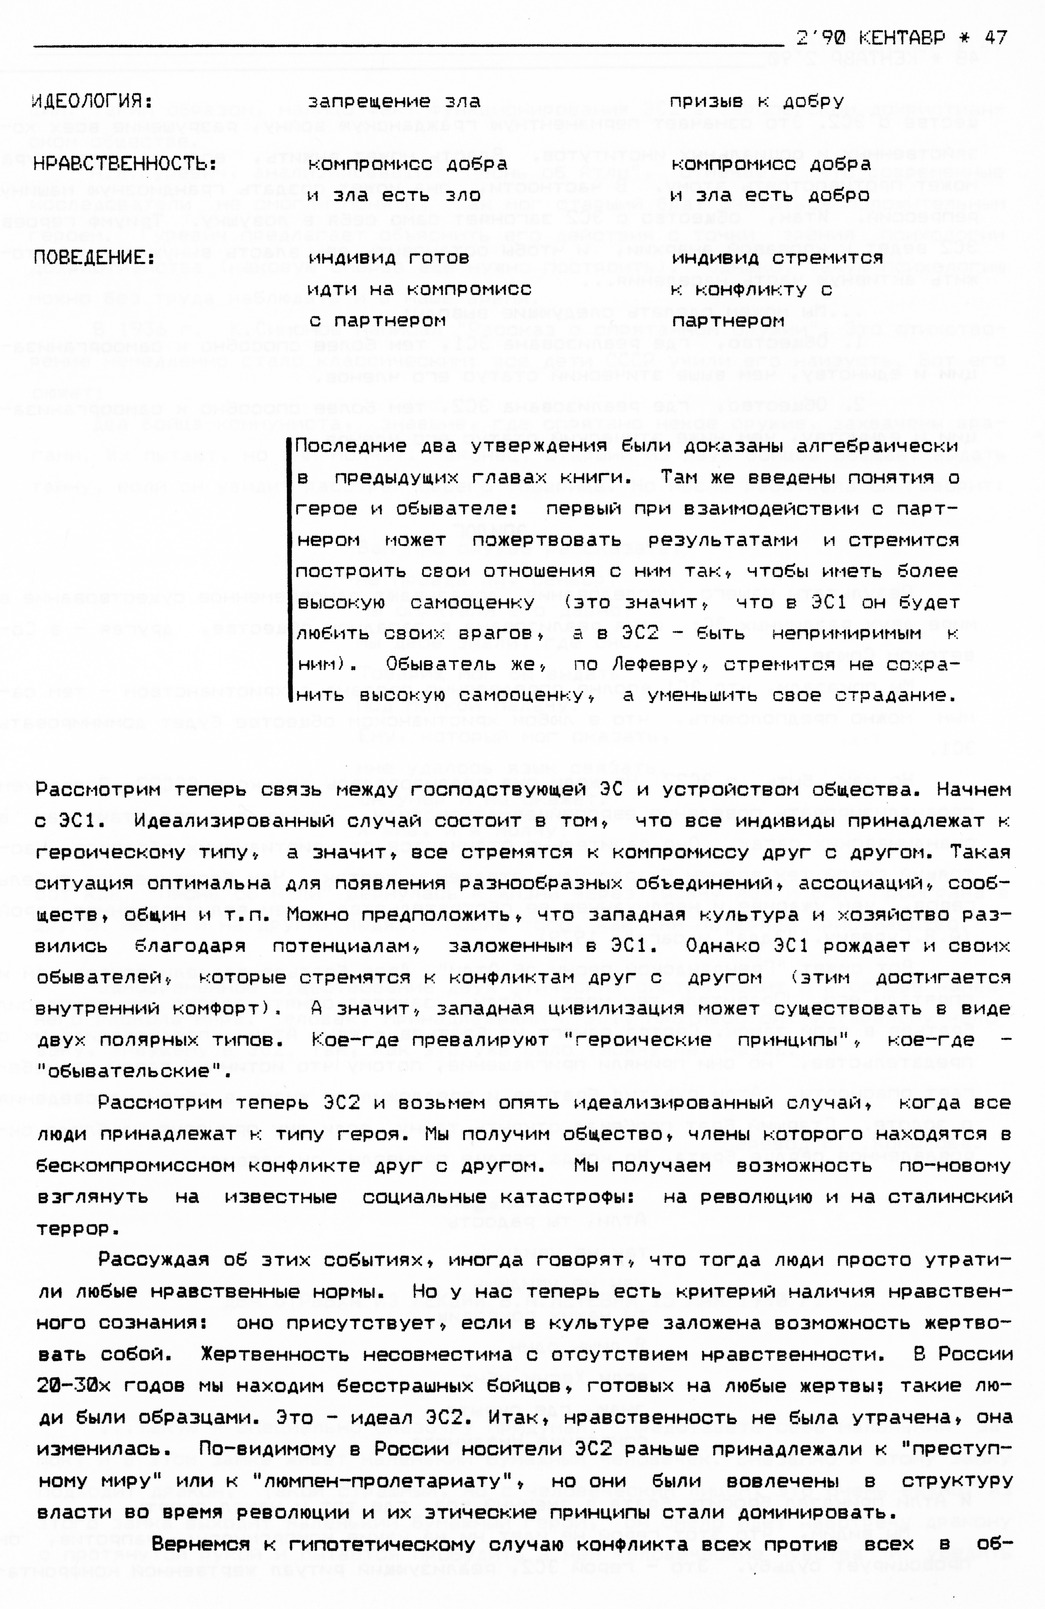 2'90 КЕНТАВР * 47
ИДЕОЛОГИЯ: запрещение зла призыв к добру
НРАВСТВЕННОСТЬ: компромисс добра компромисс добра
и зла есть зло и зла есть добро
ПОВЕДЕНИЕ: индивид готов индивид стремится
идти на компромисс к конфликту с
с партнером партнером
Последние два утверждения были доказаны алгебраически
в предыдущих главах книги. Там же введены понятия о
герое и обывателе: первый при взаимодействии с парт-
нером может пожертвовать результатами и стремится
построить свои отношения с ним так, чтобы иметь более
высокую самооценку (это значит, что в ЭС1 он будет
любить своих врагов, а в ЭС2 - быть непримиримым к
ним). Обыватель же, по Лефевру, стремится не сохра-
нить высокую самооценку, а уменьшить свое страдание.
Рассмотрим теперь связь между господствующей ЭС и устройством общества. Начнем
с ЭС1. Идеализированный случай состоит в том, что все индивиды принадлежат к
героическому типу, а значит, все стремятся к компромиссу друг с другом. Такая
ситуация оптимальна для появления разнообразных объединений, ассоциаций, сооб-
ществ, общин и т.п. Можно предположить, что западная культура и хозяйство раз-
вились благодаря потенциалам, заложенным в ЭС1. Однако ЭС1 рождает и своих
обывателей, которые стремятся к конфликтам друг с другом (этим достигается
внутренний комфорт). А значит, западная цивилизация может существовать в виде
двух полярных типов. Кое-где превалируют "героические принципы", кое-где -
"обывательские".
Рассмотрим теперь ЭС2 и возьмем опять идеализированный случай, когда все
люди принадлежат к типу героя. Мы получим общество, члены которого находятся в
бескомпромиссном конфликте друг с другом. Мы получаем возможность по-новому
взглянуть на известные социальные катастрофы: на революцию и на сталинский
террор.
Рассуждая об этих событиях, иногда говорят, что тогда люди просто утрати-
ли любые нравственные нормы. Но у нас теперь есть критерий наличия нравствен-
ного сознания: оно присутствует, если в культуре заложена возможность жертво-
вать собой. Жертвенность несовместима с отсутствием нравственности. В России
20-30х годов мы находим бесстрашных бойцов, готовых на любые жертвы; такие лю-
ди были образцами. Это - идеал ЭС2. Итак, нравственность не была утрачена, она
изменилась. По-видимому в России носители ЭС2 раньше принадлежали к "преступ-
ному миру" или к "люмпен-пролетариату", но они были вовлечены в структуру
власти во время революции и их этические принципы стали доминировать.
Вернемся к гипотетическому случаю конфликта всех против всех в об-